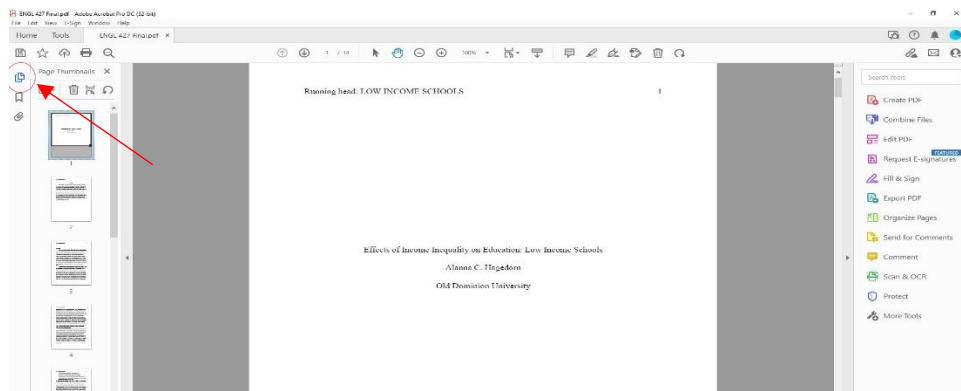 ENGL 427 Final.pdf - Adobe Acrobat Pro DC (32-bit)
File Edit View E-Sign Window Help
Home Tools ENGL 427 Final.pdf ×
1 / 18 100%
Page Thumbnails ×
1
2
3
4
Running head: LOW INCOME SCHOOLS 1
Effects of Income Inequality on Education: Low Income Schools
Alanna C. Hagedorn
Old Dominion University
Search tools
Create PDF
Combine Files
Edit PDF
FEATURED
Request E-signatures
Fill & Sign
Export PDF
Organize Pages
Send for Comments
Comment
Scan & OCR
Protect
More Tools